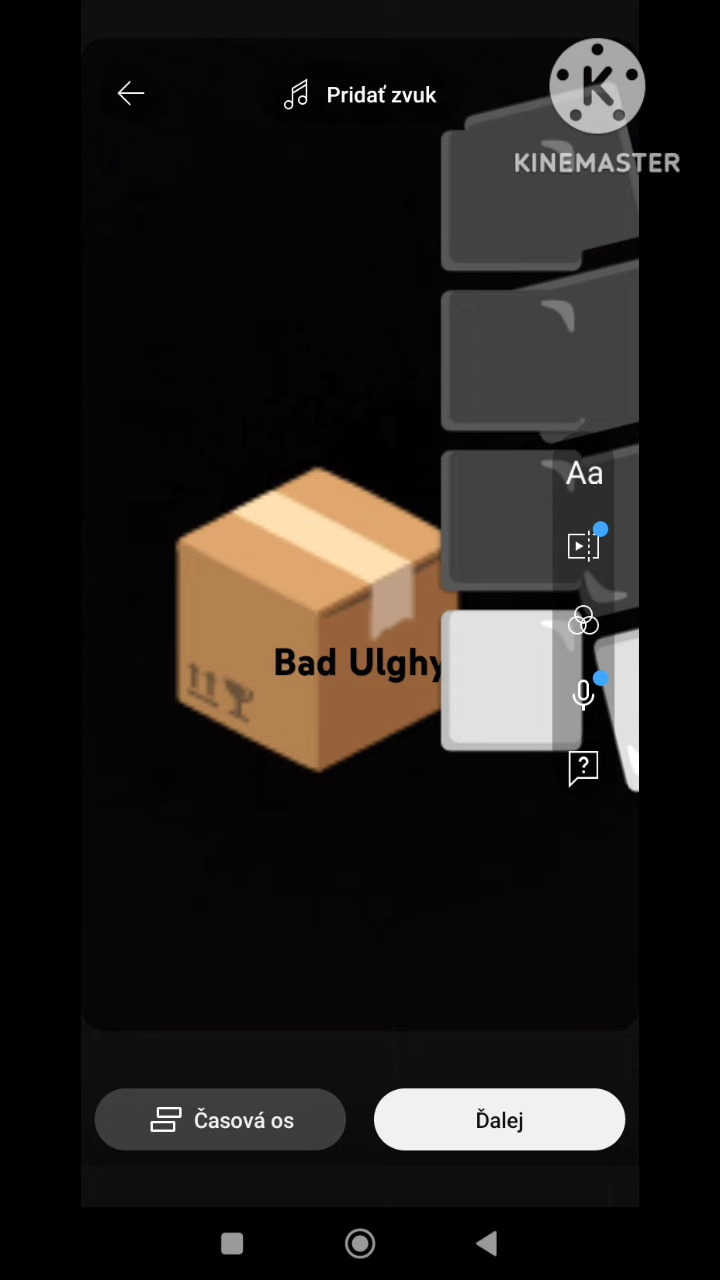 Pridať zvuk
KINEMASTER
Aa
Bad Ulghy
Časová os
Ďalej